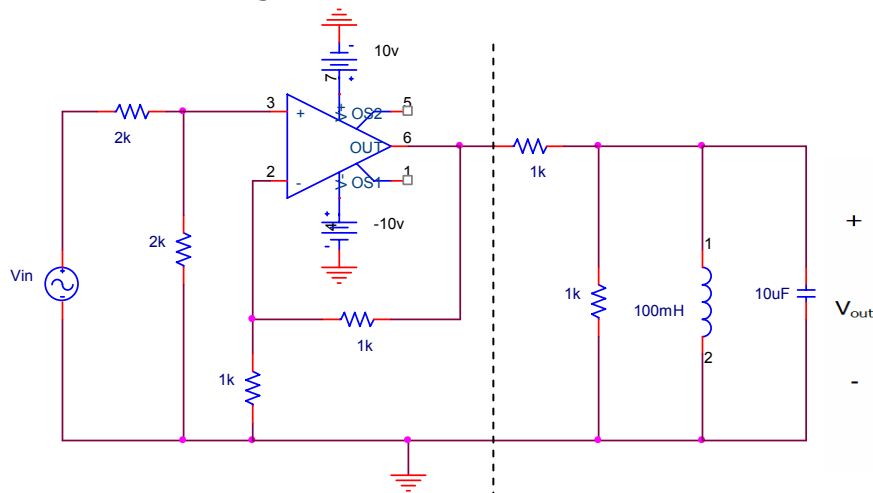 10v
7
V+
OS2
5
3
+
2k
OUT
6
2
-
V-
OS1
1
4
-10v
2k
Vin
1k
1k
1k
1k
100mH
1
2
10uF
+
Vout
-